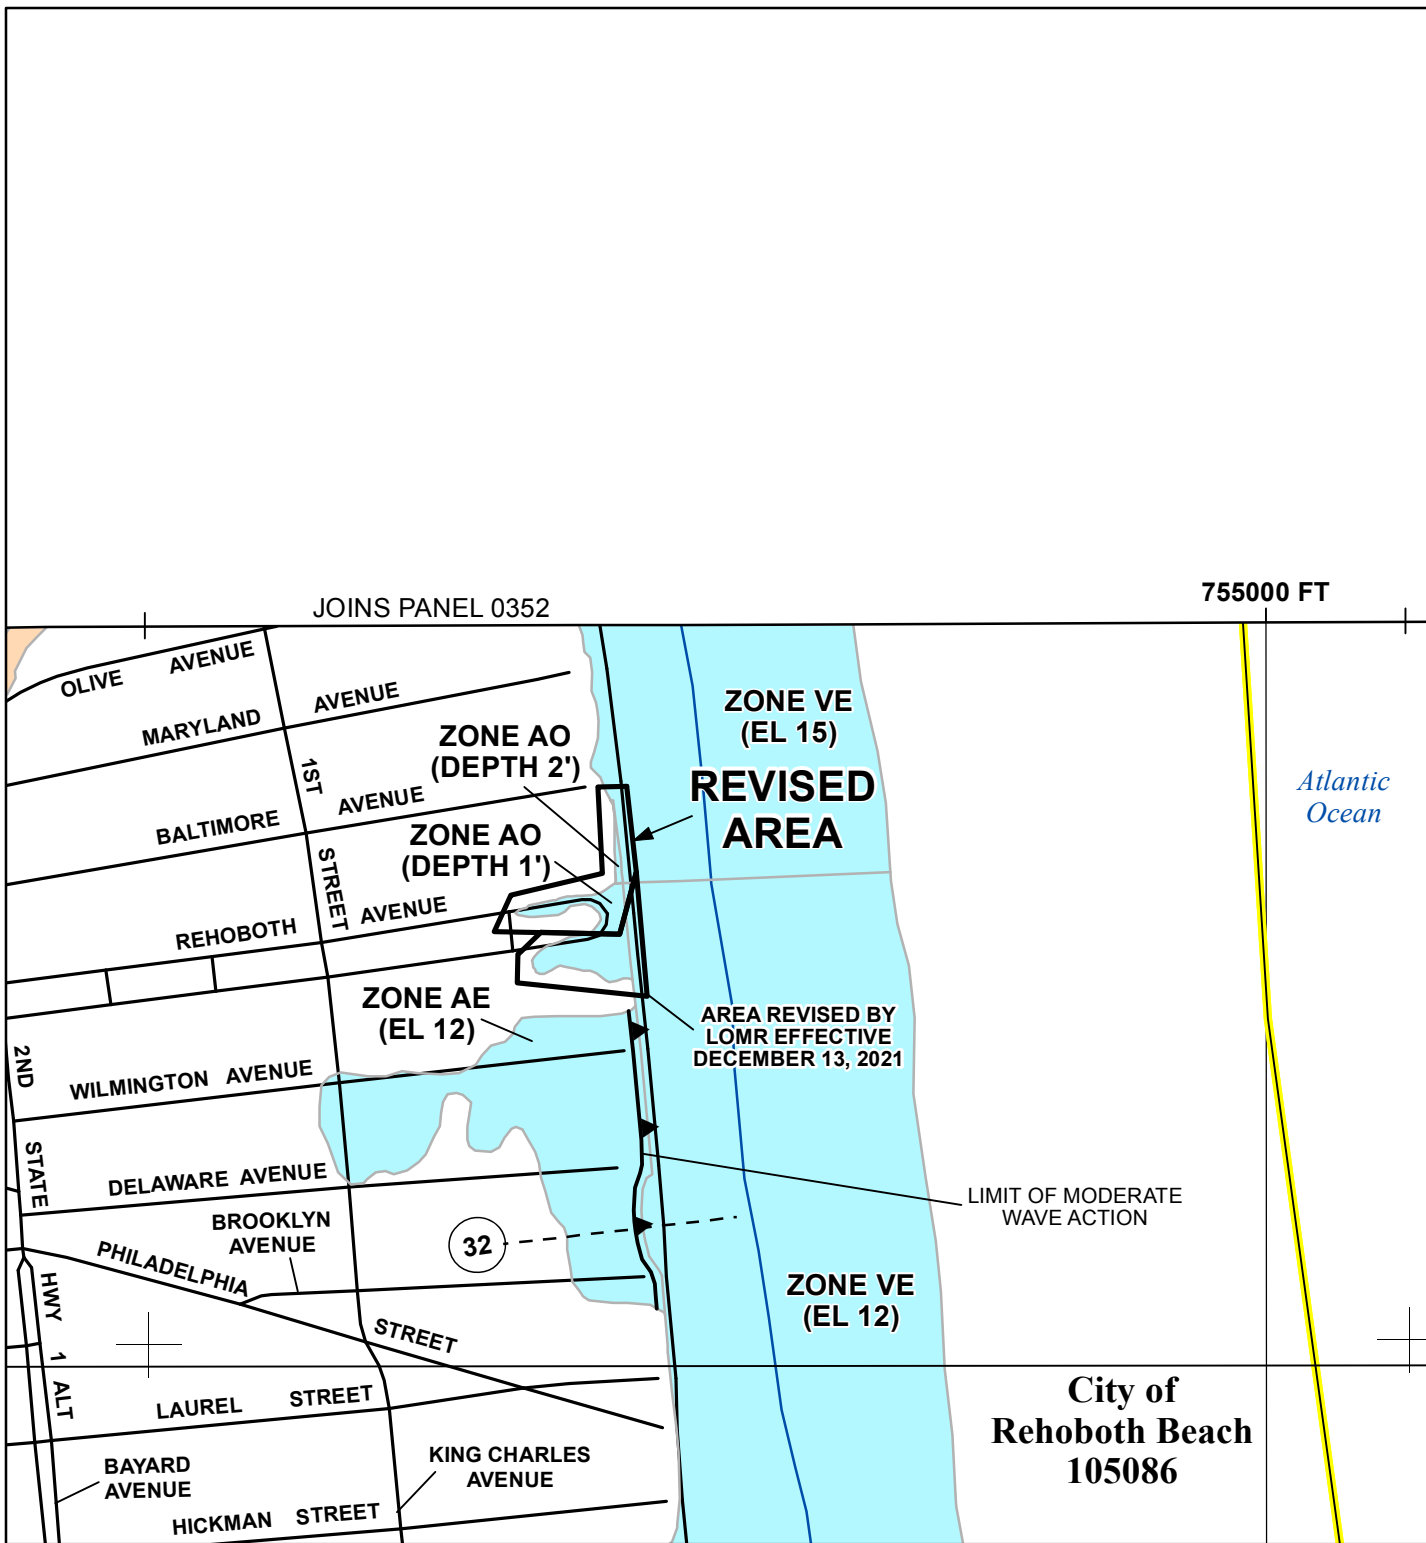 JOINS PANEL 0352
755000 FT
OLIVE AVENUE
MARYLAND AVENUE
ZONE VE
(EL 15)
ZONE AO
(DEPTH 2')
1ST
STREET
REVISED
AREA
Atlantic
Ocean
BALTIMORE AVENUE
ZONE AO
(DEPTH 1')
REHOBOTH AVENUE
ZONE AE
(EL 12)
AREA REVISED BY
LOMR EFFECTIVE
DECEMBER 13, 2021
2ND
WILMINGTON AVENUE
STATE
DELAWARE AVENUE
LIMIT OF MODERATE
WAVE ACTION
BROOKLYN
AVENUE
32
PHILADELPHIA STREET
ZONE VE
(EL 12)
HWY 1 ALT
LAUREL STREET
City of
Rehoboth Beach
105086
BAYARD
AVENUE
KING CHARLES
AVENUE
HICKMAN STREET